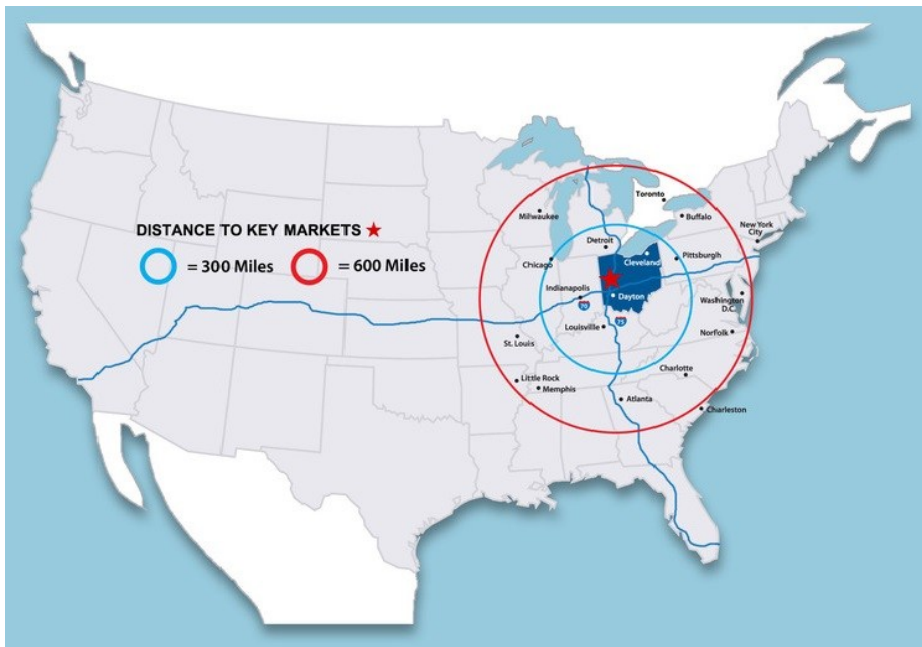 DISTANCE TO KEY MARKETS
= 300 Miles
= 600 Miles
Toronto
Milwaukee
Buffalo
New York
City
Detroit
Chicago
Cleveland
Pittsburgh
Indianapolis
Dayton
Washington
D.C.
70
75
Louisville
Norfolk
St. Louis
Charlotte
Little Rock
Memphis
Atlanta
Charleston